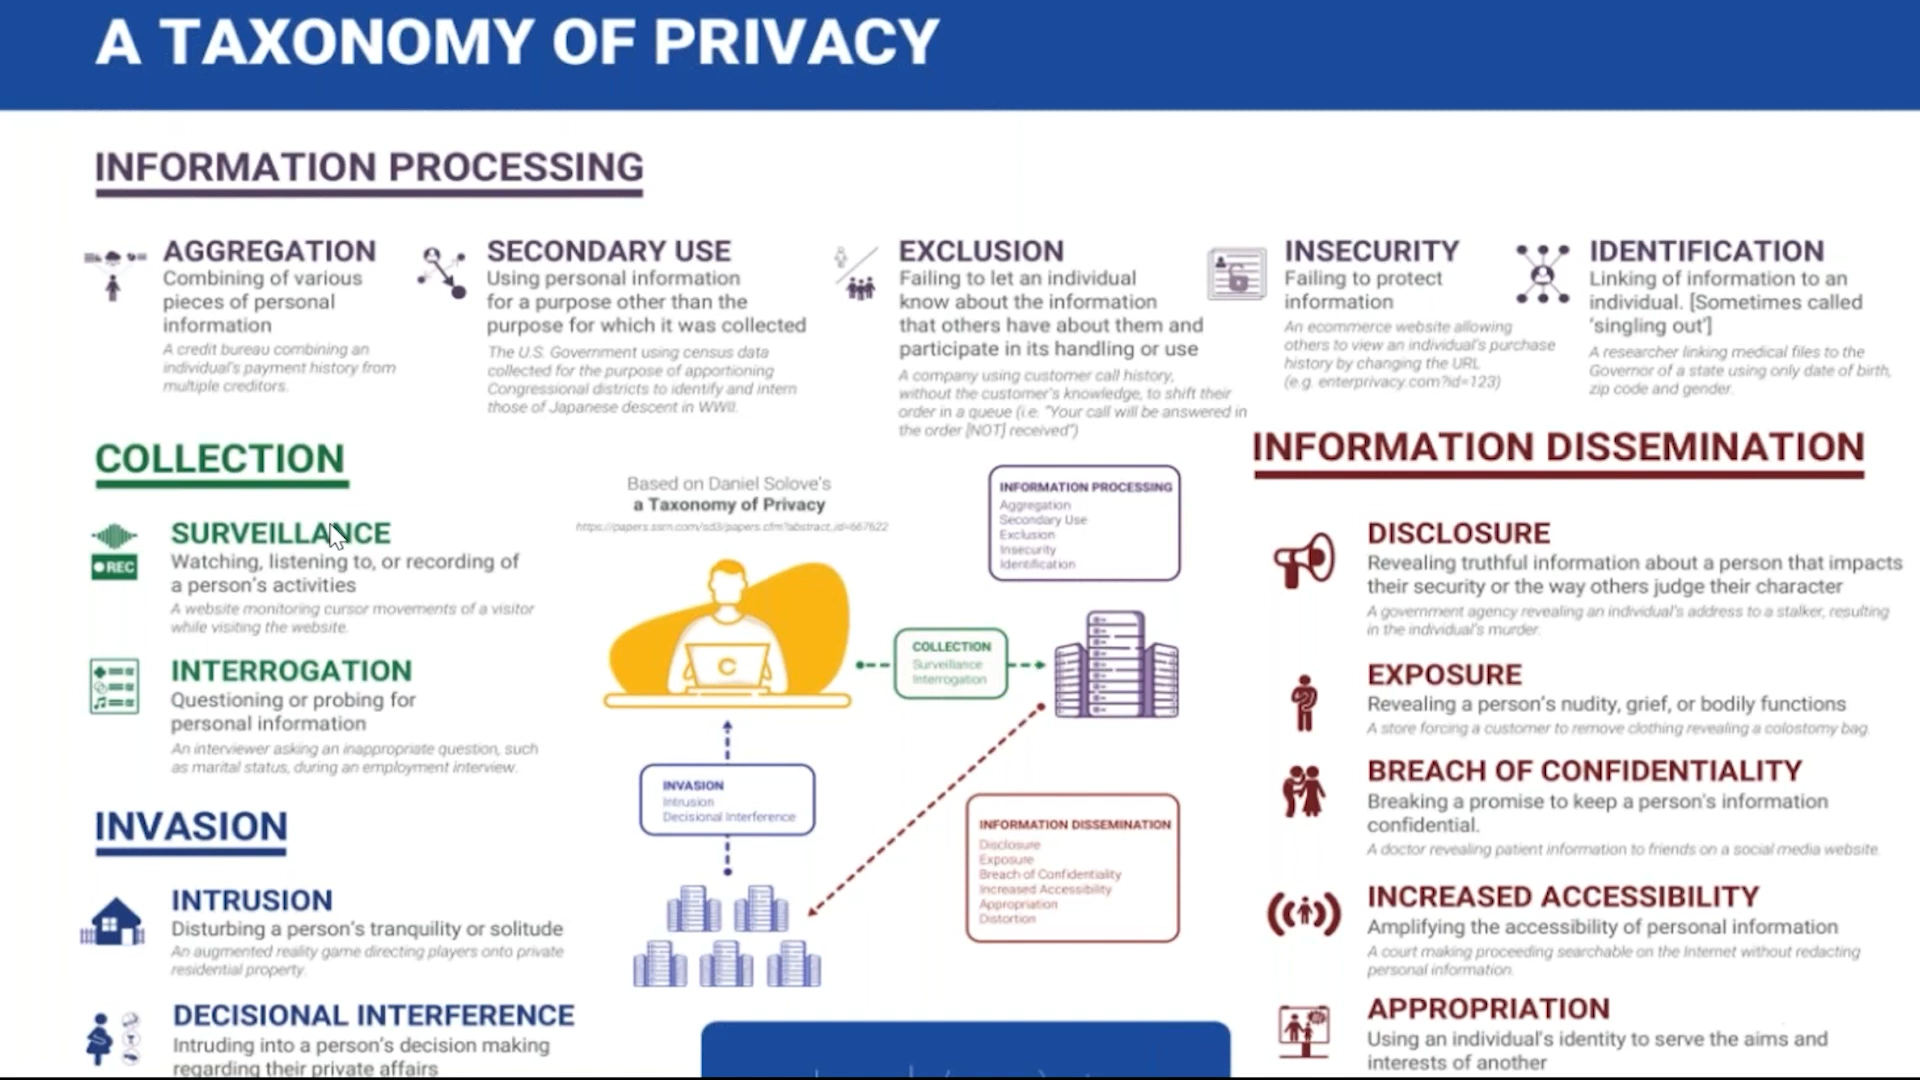 A TAXONOMY OF PRIVACY
INFORMATION PROCESSING
AGGREGATION
Combining of various
pieces of personal
information
A credit bureau combining an
individual's payment history from
multiple creditors.
SECONDARY USE
Using personal information
for a purpose other than the
purpose for which it was collected
The U.S. Government using census data
collected for the purpose of apportioning
Congressional districts to identify and intern
those of Japanese descent in WWII.
EXCLUSION
Failing to let an individual
know about the information
that others have about them and
participate in its handling or use
A company using customer call history,
without the customer's knowledge, to shift their
order in a queue (i.e. "Your call will be answered in
the order [NOT] received")
INSECURITY
Failing to protect
information
An ecommerce website allowing
others to view an individual's purchase
history by changing the URL
(e.g. enterprivacy.com?id=123)
IDENTIFICATION
Linking of information to an
individual. [Sometimes called
'singling out']
A researcher linking medical files to the
Governor of a state using only date of birth,
zip code and gender.
COLLECTION
SURVEILLANCE
REC
Watching, listening to, or recording of
a person's activities
A website monitoring cursor movements of a visitor
while visiting the website.
INTERROGATION
Questioning or probing for
personal information
An interviewer asking an inappropriate question, such
as marital status, during an employment interview.
INVASION
INTRUSION
Disturbing a person's tranquility or solitude
An augmented reality game directing players onto private
residential property.
DECISIONAL INTERFERENCE
Intruding into a person's decision making
regarding their private affairs
Based on Daniel Solove's
a Taxonomy of Privacy
https://papers.ssrn.com/sol3/papers.cfm?abstract_id=667622
INFORMATION PROCESSING
Aggregation
Secondary Use
Exclusion
Insecurity
Identification
C
COLLECTION
Surveillance
Interrogation
INVASION
Intrusion
Decisional Interference
INFORMATION DISSEMINATION
Disclosure
Exposure
Breach of Confidentiality
Increased Accessibility
Appropriation
Distortion
INFORMATION DISSEMINATION
DISCLOSURE
Revealing truthful information about a person that impacts
their security or the way others judge their character
A government agency revealing an individual's address to a stalker, resulting
in the individual's murder.
EXPOSURE
Revealing a person's nudity, grief, or bodily functions
A store forcing a customer to remove clothing revealing a colostomy bag.
BREACH OF CONFIDENTIALITY
Breaking a promise to keep a person's information
confidential.
A doctor revealing patient information to friends on a social media website.
INCREASED ACCESSIBILITY
Amplifying the accessibility of personal information
A court making proceeding searchable on the Internet without redacting
personal information.
APPROPRIATION
Using an individual's identity to serve the aims and
interests of another